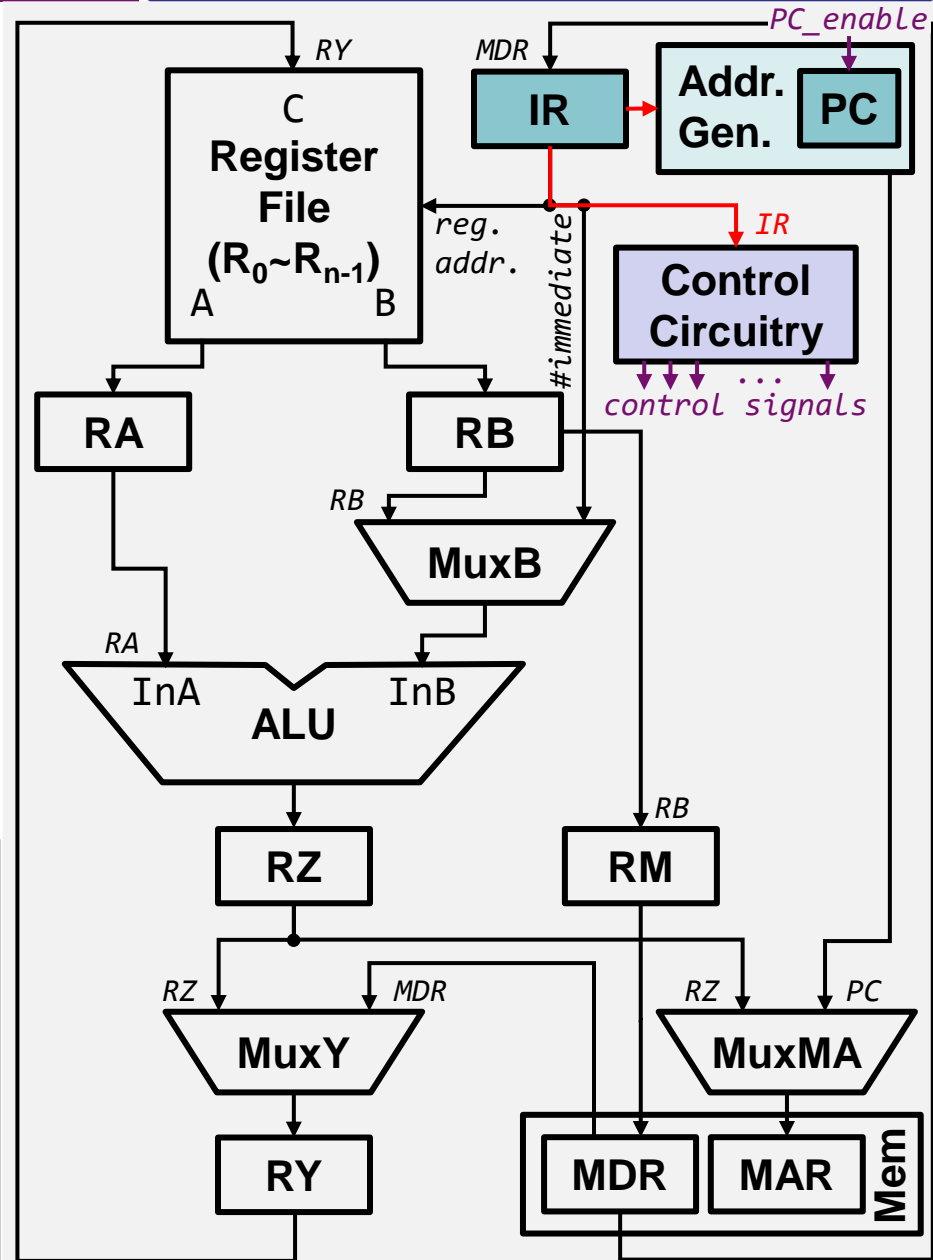 PC_enable
RY
MDR
C
Register
File
(R0~Rn-1)
A
B
IR
Addr.
Gen.
PC
reg.
addr.
#immediate
IR
Control
Circuitry
...
control signals
RA
RB
RB
MuxB
RA
InA
InB
ALU
RB
RZ
RM
RZ
MDR
RZ
PC
MuxY
MuxMA
RY
MDR
MAR
Mem